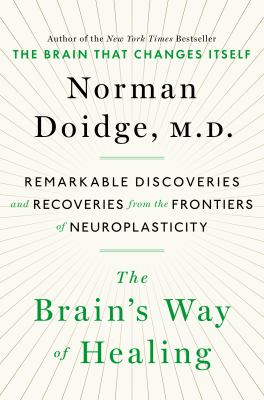 Author of the New York Times Bestseller
THE BRAIN THAT CHANGES ITSELF
Norman
Doidge, M.D.
REMARKABLE DISCOVERIES
and RECOVERIES from the FRONTIERS
of NEUROPLASTICITY
The
Brain's Way
of Healing